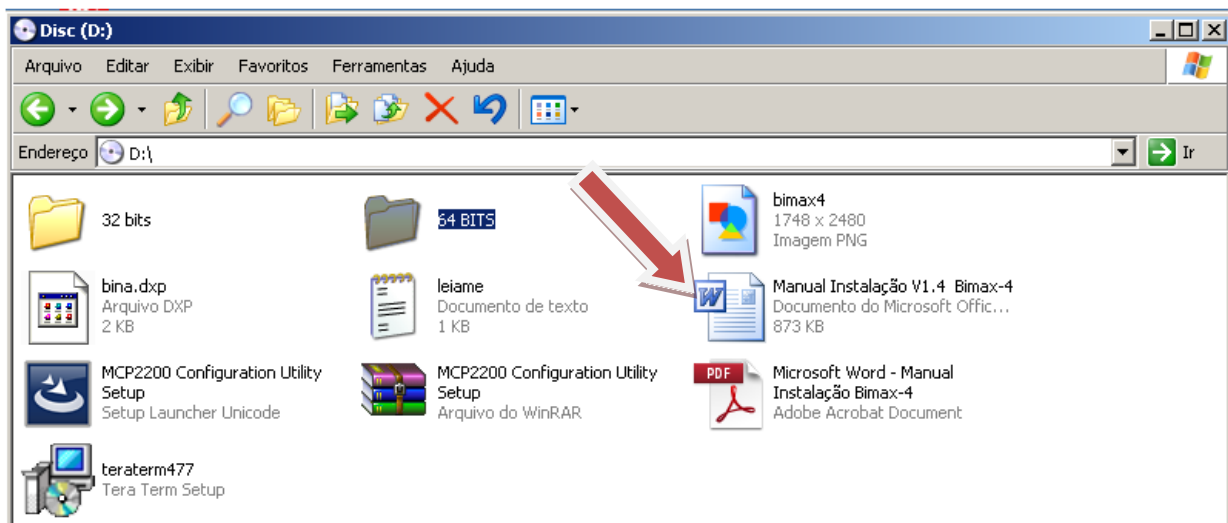 Disc (D:)
Arquivo Editar Exibir Favoritos Ferramentas Ajuda
Endereço D:\ Ir
32 bits
64 BITS
bimax4
1748 x 2480
Imagem PNG
bina.dxp
Arquivo DXP
2 KB
leiame
Documento de texto
1 KB
Manual Instalação V1.4 Bimax-4
Documento do Microsoft Offic...
873 KB
MCP2200 Configuration Utility
Setup
Setup Launcher Unicode
MCP2200 Configuration Utility
Setup
Arquivo do WinRAR
PDF
Microsoft Word - Manual
Instalação Bimax-4
Adobe Acrobat Document
teraterm477
Tera Term Setup